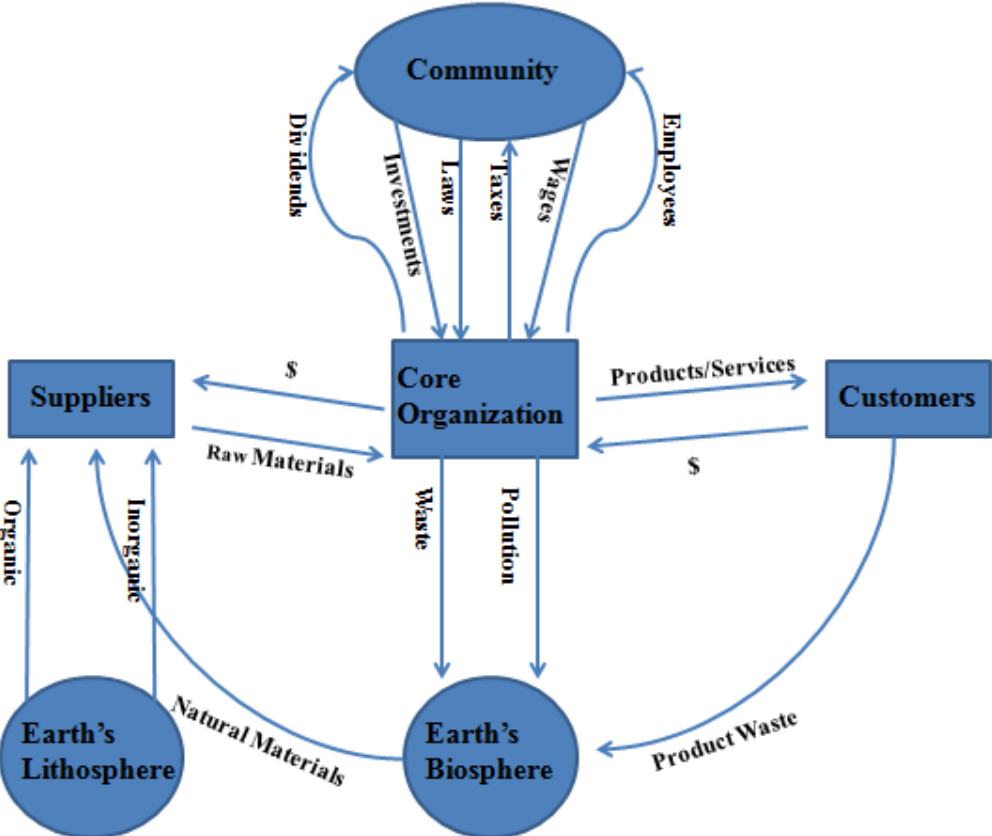 Community
Dividends
Investments
Laws
Taxes
Wages
Employees
Suppliers
$
Raw Materials
Core
Organization
Products/Services
$
Customers
Organic
Inorganic
Waste
Pollution
Earth's
Lithosphere
Natural Materials
Earth's
Biosphere
Product Waste